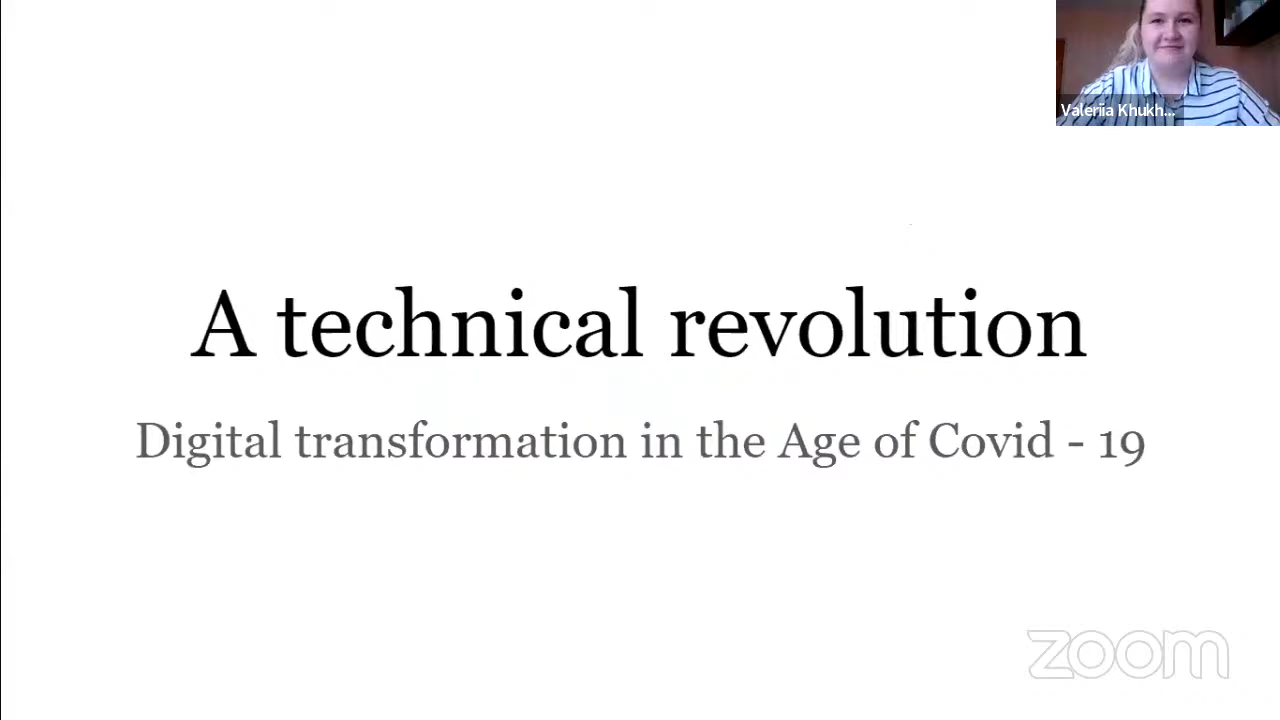 Valeriia Khukh...
A technical revolution
Digital transformation in the Age of Covid - 19
zoom